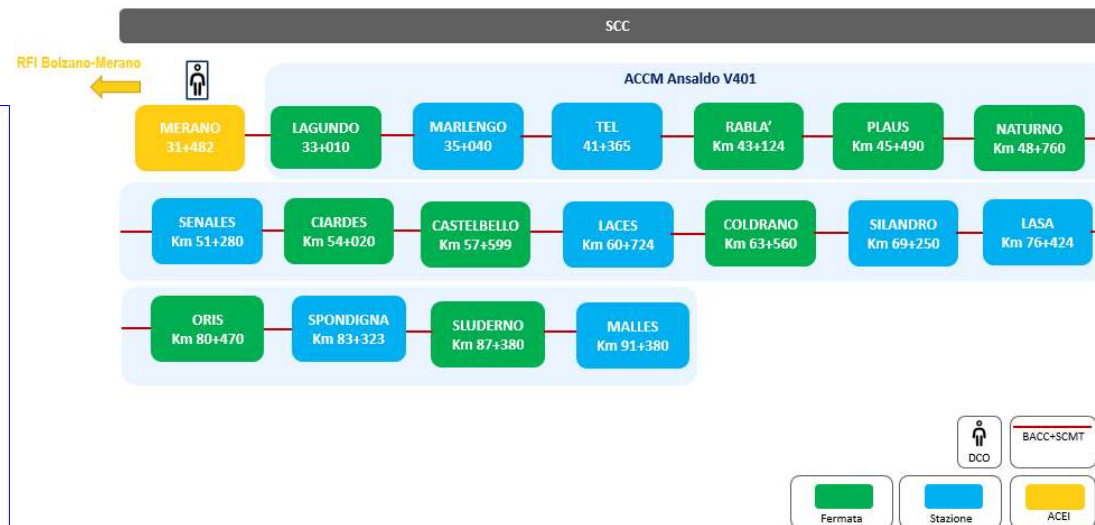 SCC
RFI Bolzano-Merano
ACCM Ansaldo V401
MERANO
31+482
LAGUNDO
33+010
MARLENGO
35+040
TEL
41+365
RABLA'
Km 43+124
PLAUS
Km 45+490
NATURNO
Km 48+760
SENALES
Km 51+280
CIARDES
Km 54+020
CASTELBELLO
Km 57+599
LACES
Km 60+724
COLDRANO
Km 63+560
SILANDRO
Km 69+250
LASA
Km 76+424
ORIS
Km 80+470
SPONDIGNA
Km 83+323
SLUDERNO
Km 87+380
MALLES
Km 91+380
DCO
BACC+SCMT
Fermata
Stazione
ACEI